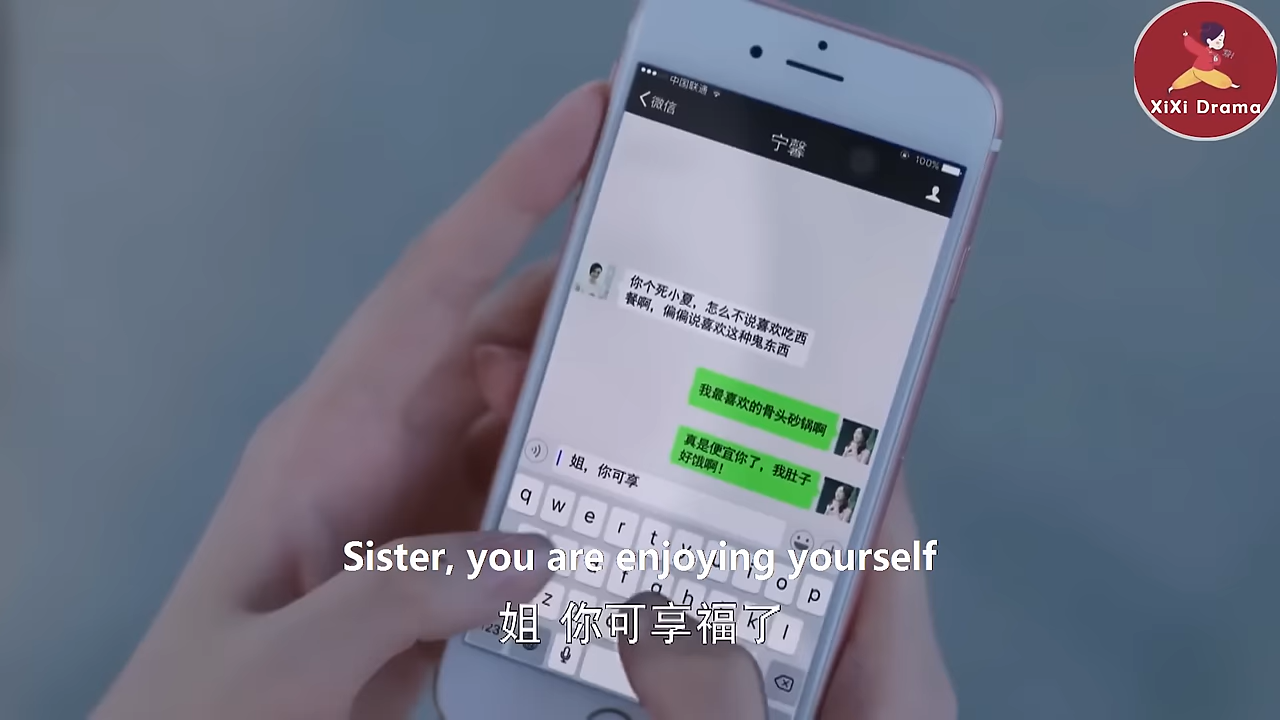 XiXi Drama
中国联通
100%
微信
宁馨
你个死小夏，怎么不说喜欢吃西
餐啊，偏偏说喜欢这种鬼东西
我最喜欢的骨头砂锅啊
真是便宜你了，我肚子
好饿啊！
姐，你可享
q w e r t y u i o p
f g h k l
z
123
Sister, you are enjoying yourself
姐 你可享福了